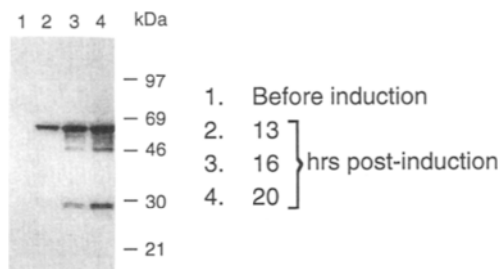 1 2 3 4 kDa
97
69
46
30
21
1. Before induction
2. 13
3. 16
4. 20
hrs post-induction